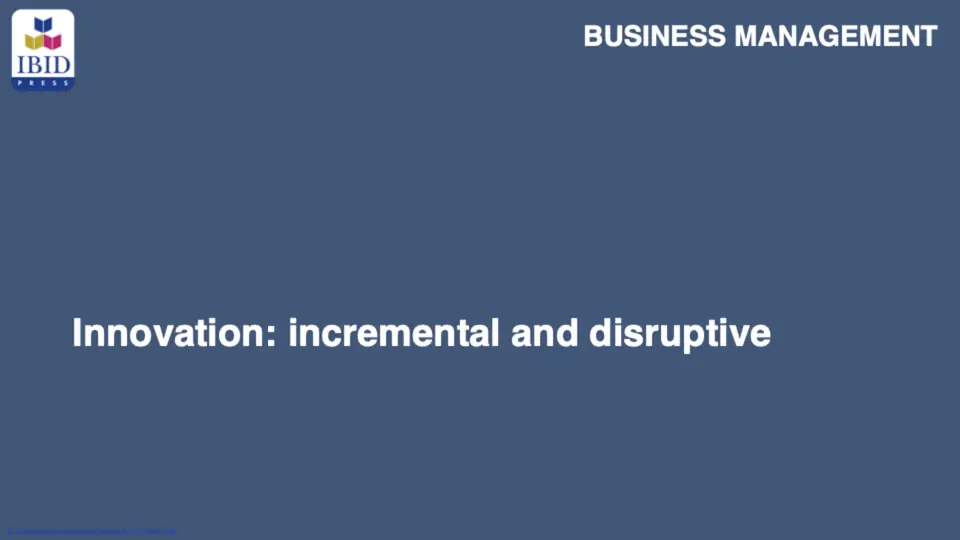 IBID
PRESS
BUSINESS MANAGEMENT
Innovation: incremental and disruptive